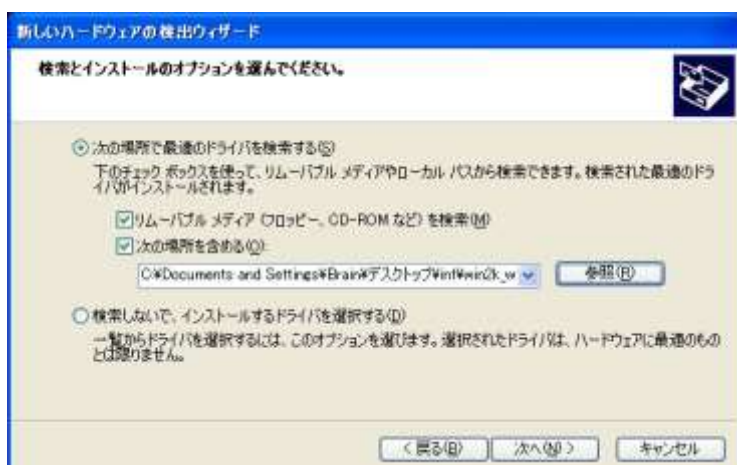 新しいハードウェアの検出ウィザード
検索とインストールのオプションを選んでください。
次の場所で最適のドライバを検索する(S)
下のチェック ボックスを使って、リムーバブル メディアやローカル パスから検索できます。検索された最適のドラ
イバがインストールされます。
リムーバブル メディア (フロッピー、CD-ROM など) を検索(M)
次の場所を含める(O):
C:¥Documents and Settings¥Brain¥デスクトップ¥inf¥win2k_w
参照(R)
検索しないで、インストールするドライバを選択する(D)
一覧からドライバを選択するには、このオプションを選びます。選択されたドライバは、ハードウェアに最適のもの
とは限りません。
< 戻る(B) 次へ(N) > キャンセル